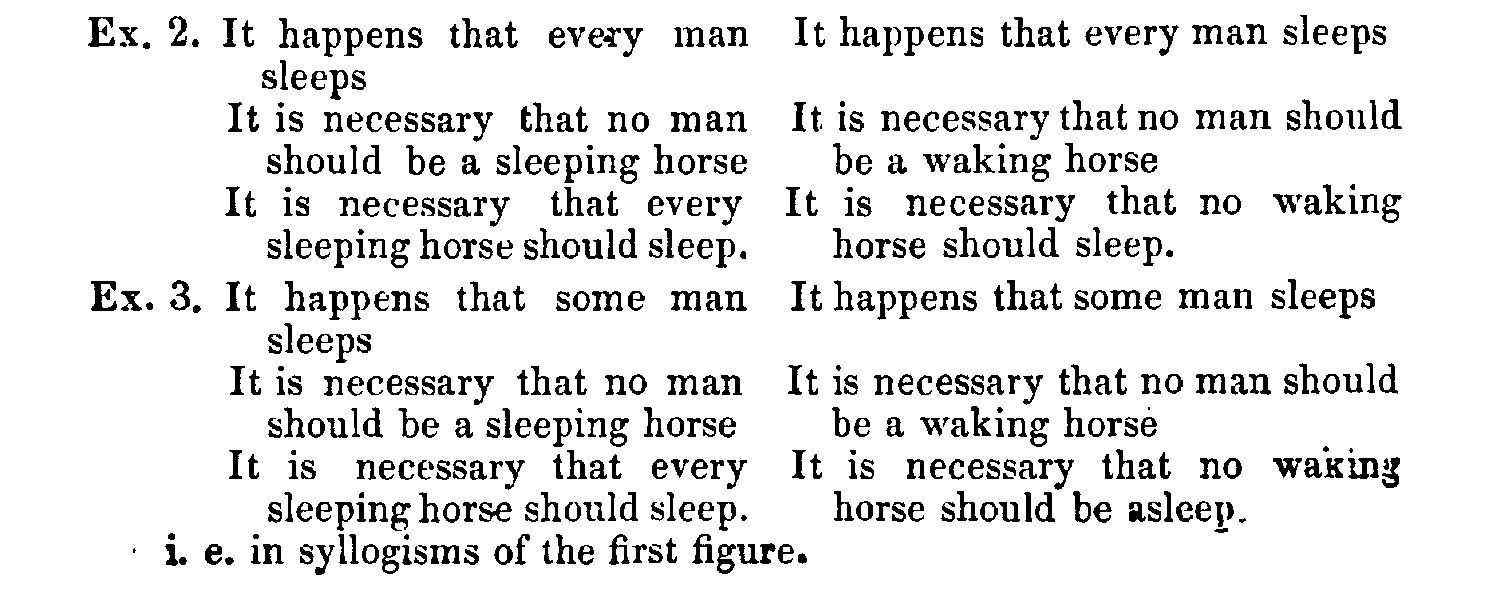 Ex. 2. It happens that every man It happens that every man sleeps
sleeps
It is necessary that no man It is necessary that no man should
should be a sleeping horse be a waking horse
It is necessary that every It is necessary that no waking
sleeping horse should sleep. horse should sleep.
Ex. 3. It happens that some man It happens that some man sleeps
sleeps
It is necessary that no man It is necessary that no man should
should be a sleeping horse be a waking horse
It is necessary that every It is necessary that no waking
sleeping horse should sleep. horse should be asleep.
i. e. in syllogisms of the first figure.